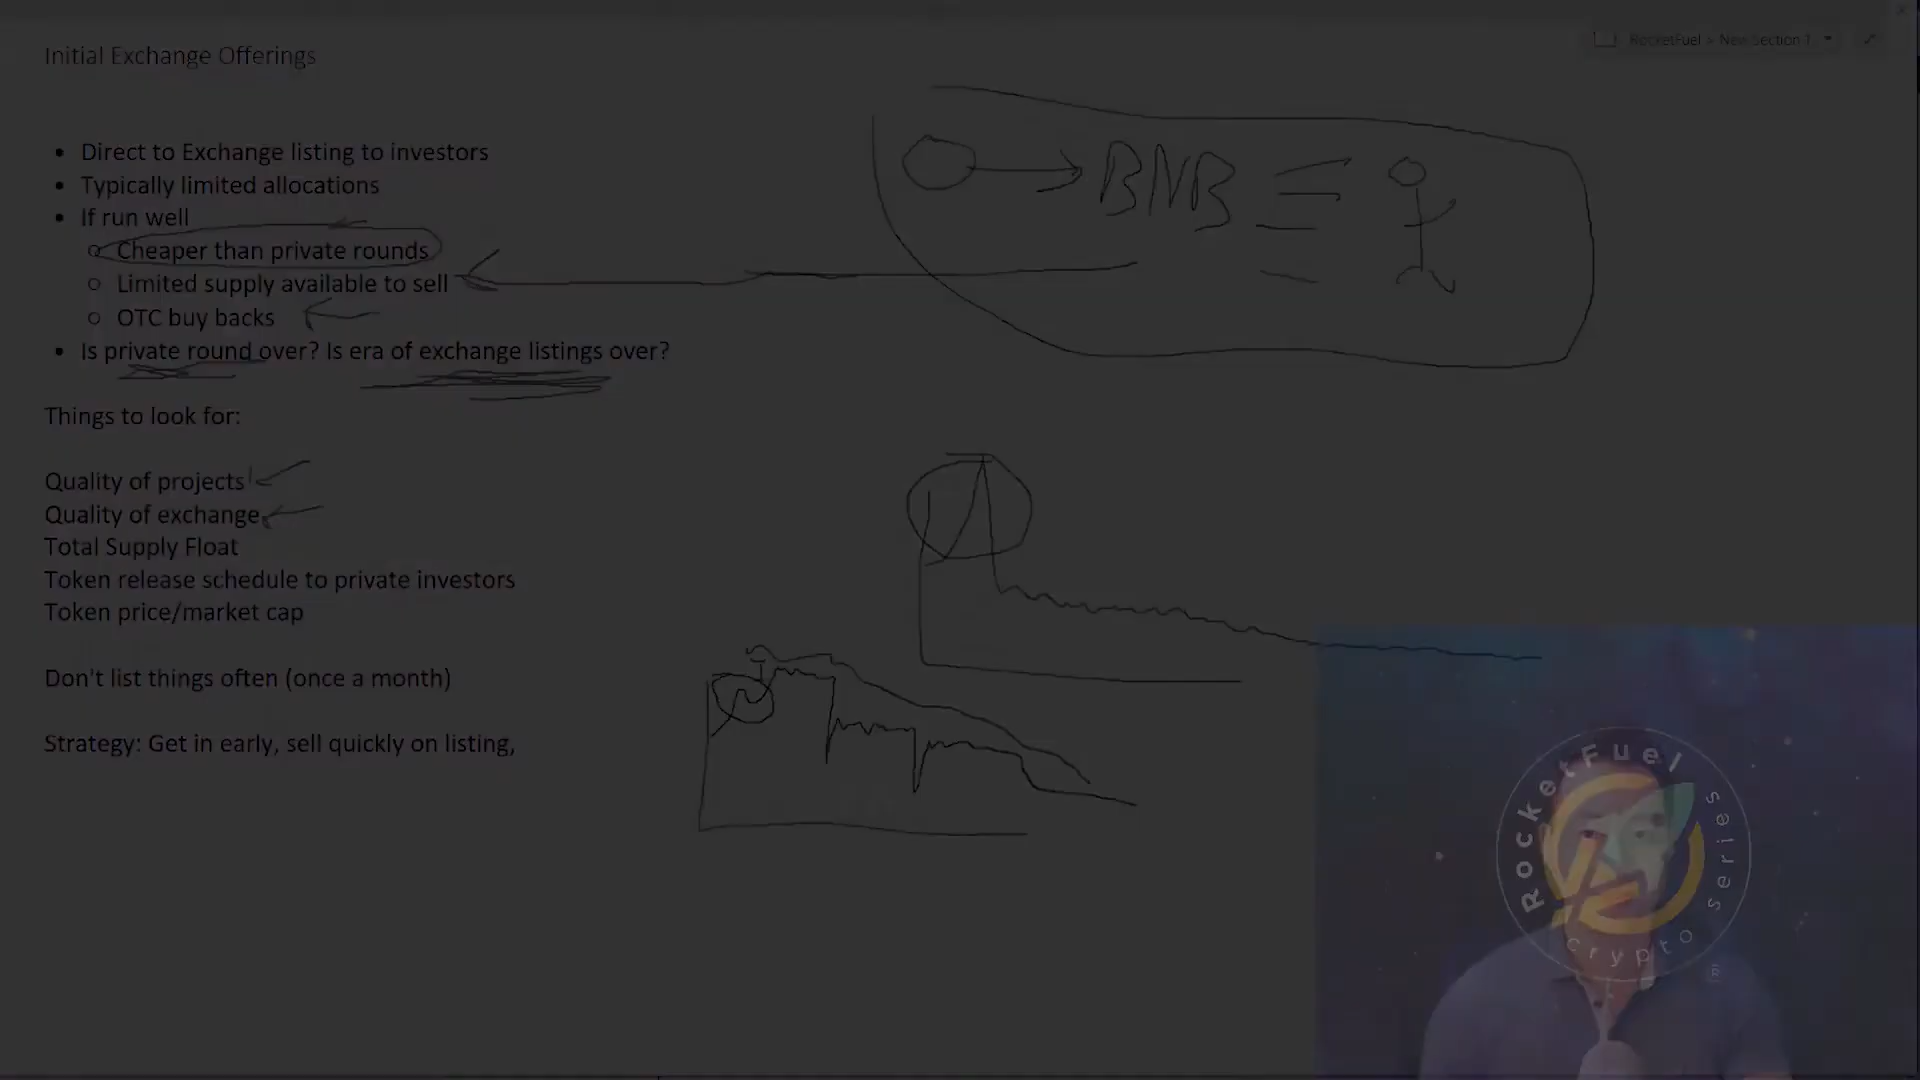 Initial Exchange Offerings
RocketFuel > New Section 1
Direct to Exchange listing to investors
Typically limited allocations
If run well
Cheaper than private rounds
Limited supply available to sell
OTC buy backs
Is private round over? Is era of exchange listings over?
BNB
Things to look for:
Quality of projects
Quality of exchange
Total Supply Float
Token release schedule to private investors
Token price/market cap
Don't list things often (once a month)
Strategy: Get in early, sell quickly on listing,
RocketFuel
crypto series
®